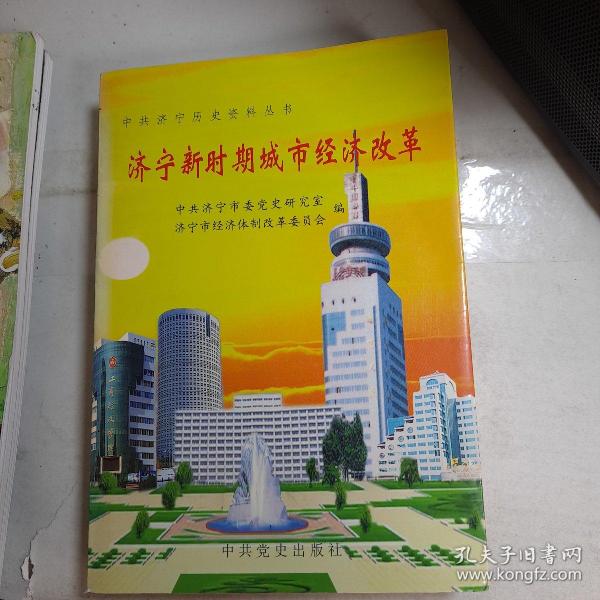 中共济宁历史资料丛书
济宁新时期城市经济改革
中共济宁市委党史研究室
济宁市经济体制改革委员会
编
中共党史出版社
孔夫子旧书网
www.kongfz.com